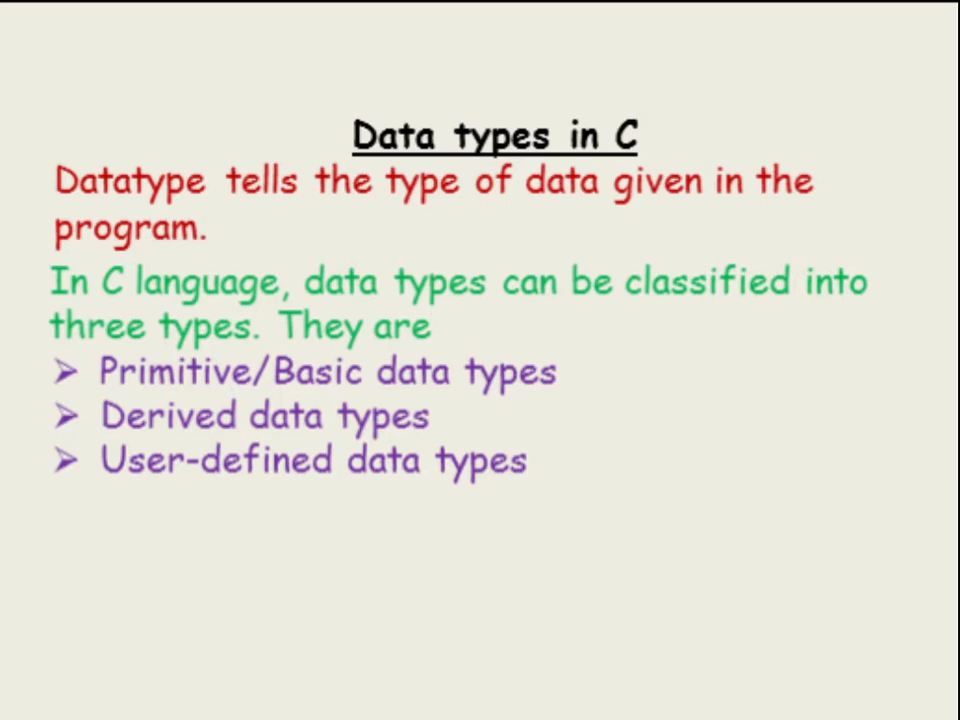 Data types in C
Datatype tells the type of data given in the
program.
In C language, data types can be classified into
three types. They are
➢ Primitive/Basic data types
➢ Derived data types
➢ User-defined data types